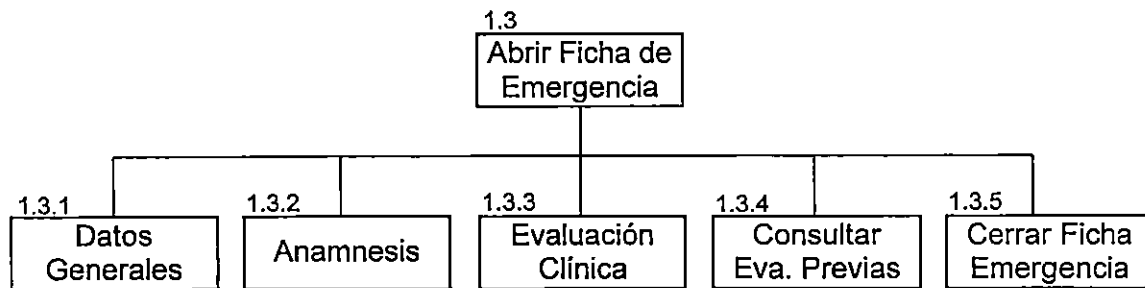 1.3
Abrir Ficha de
Emergencia
1.3.1
Datos
Generales
1.3.2
Anamnesis
1.3.3
Evaluación
Clínica
1.3.4
Consultar
Eva. Previas
1.3.5
Cerrar Ficha
Emergencia